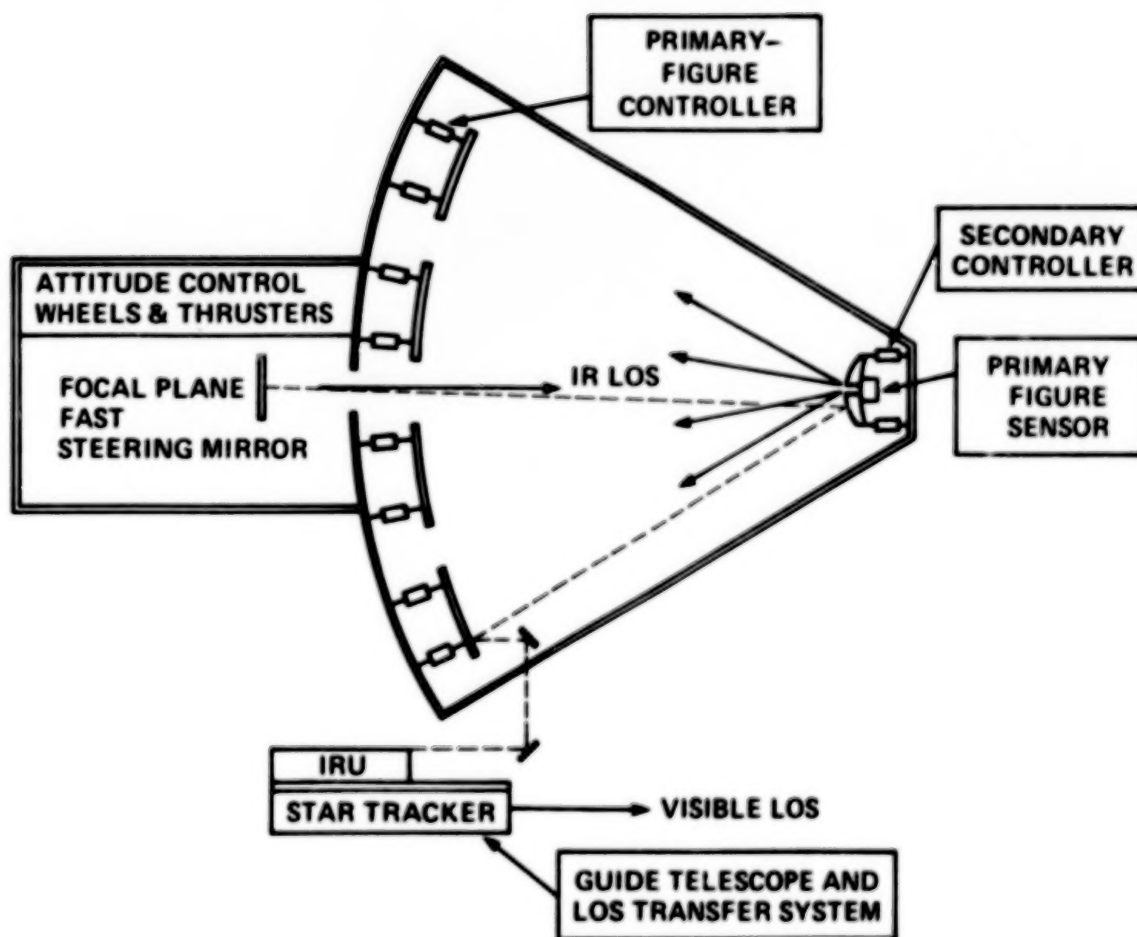 PRIMARY–
FIGURE
CONTROLLER
SECONDARY
CONTROLLER
ATTITUDE CONTROL
WHEELS & THRUSTERS
FOCAL PLANE
FAST
STEERING MIRROR
IR LOS
PRIMARY
FIGURE
SENSOR
IRU
STAR TRACKER
VISIBLE LOS
GUIDE TELESCOPE AND
LOS TRANSFER SYSTEM